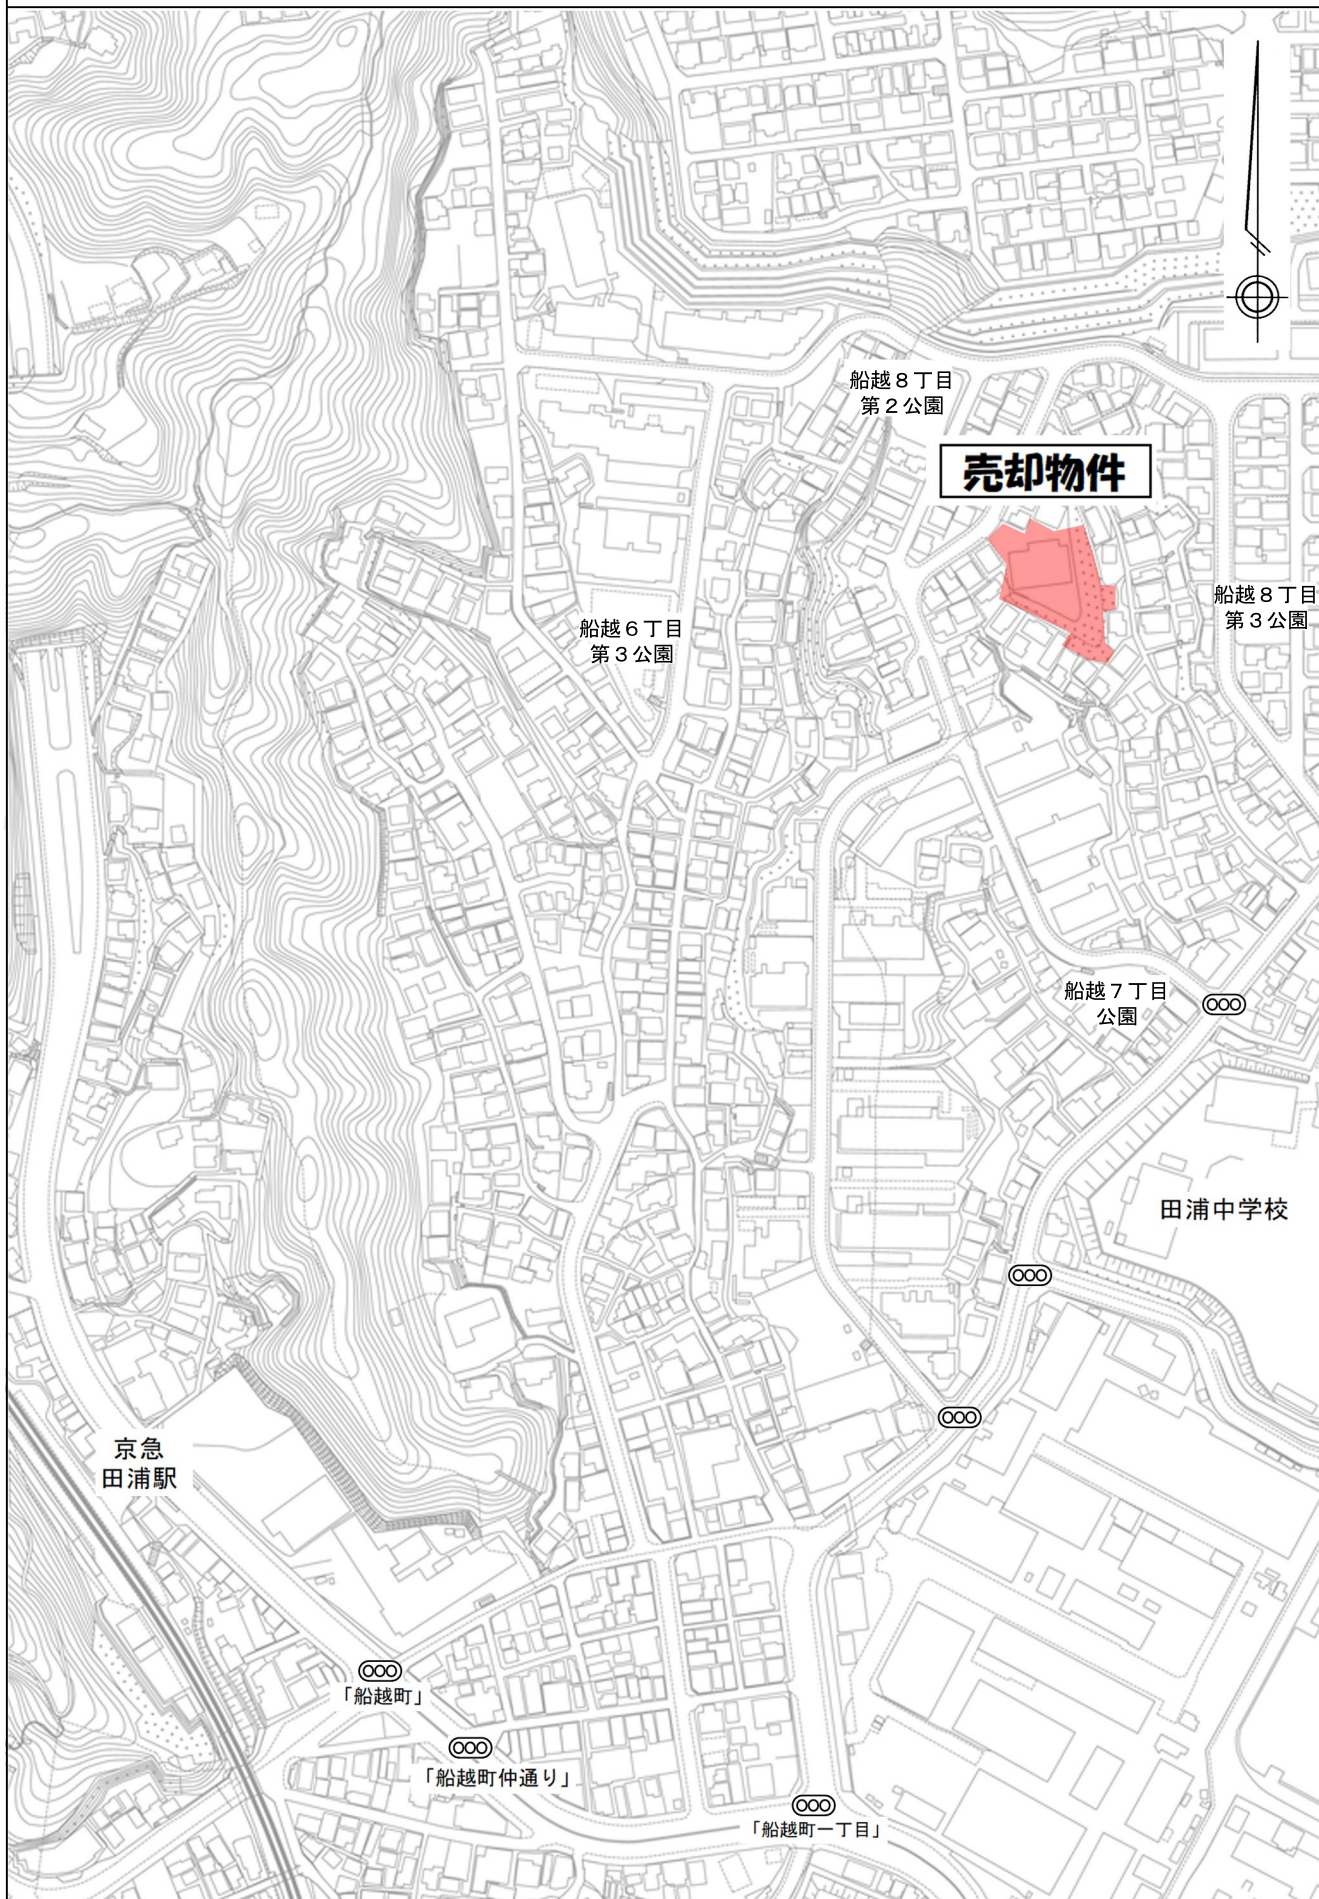 船越８丁目
第２公園
売却物件
船越８丁目
第３公園
船越６丁目
第３公園
船越７丁目
公園
田浦中学校
京急
田浦駅
「船越町」
「船越町仲通り」
「船越町一丁目」